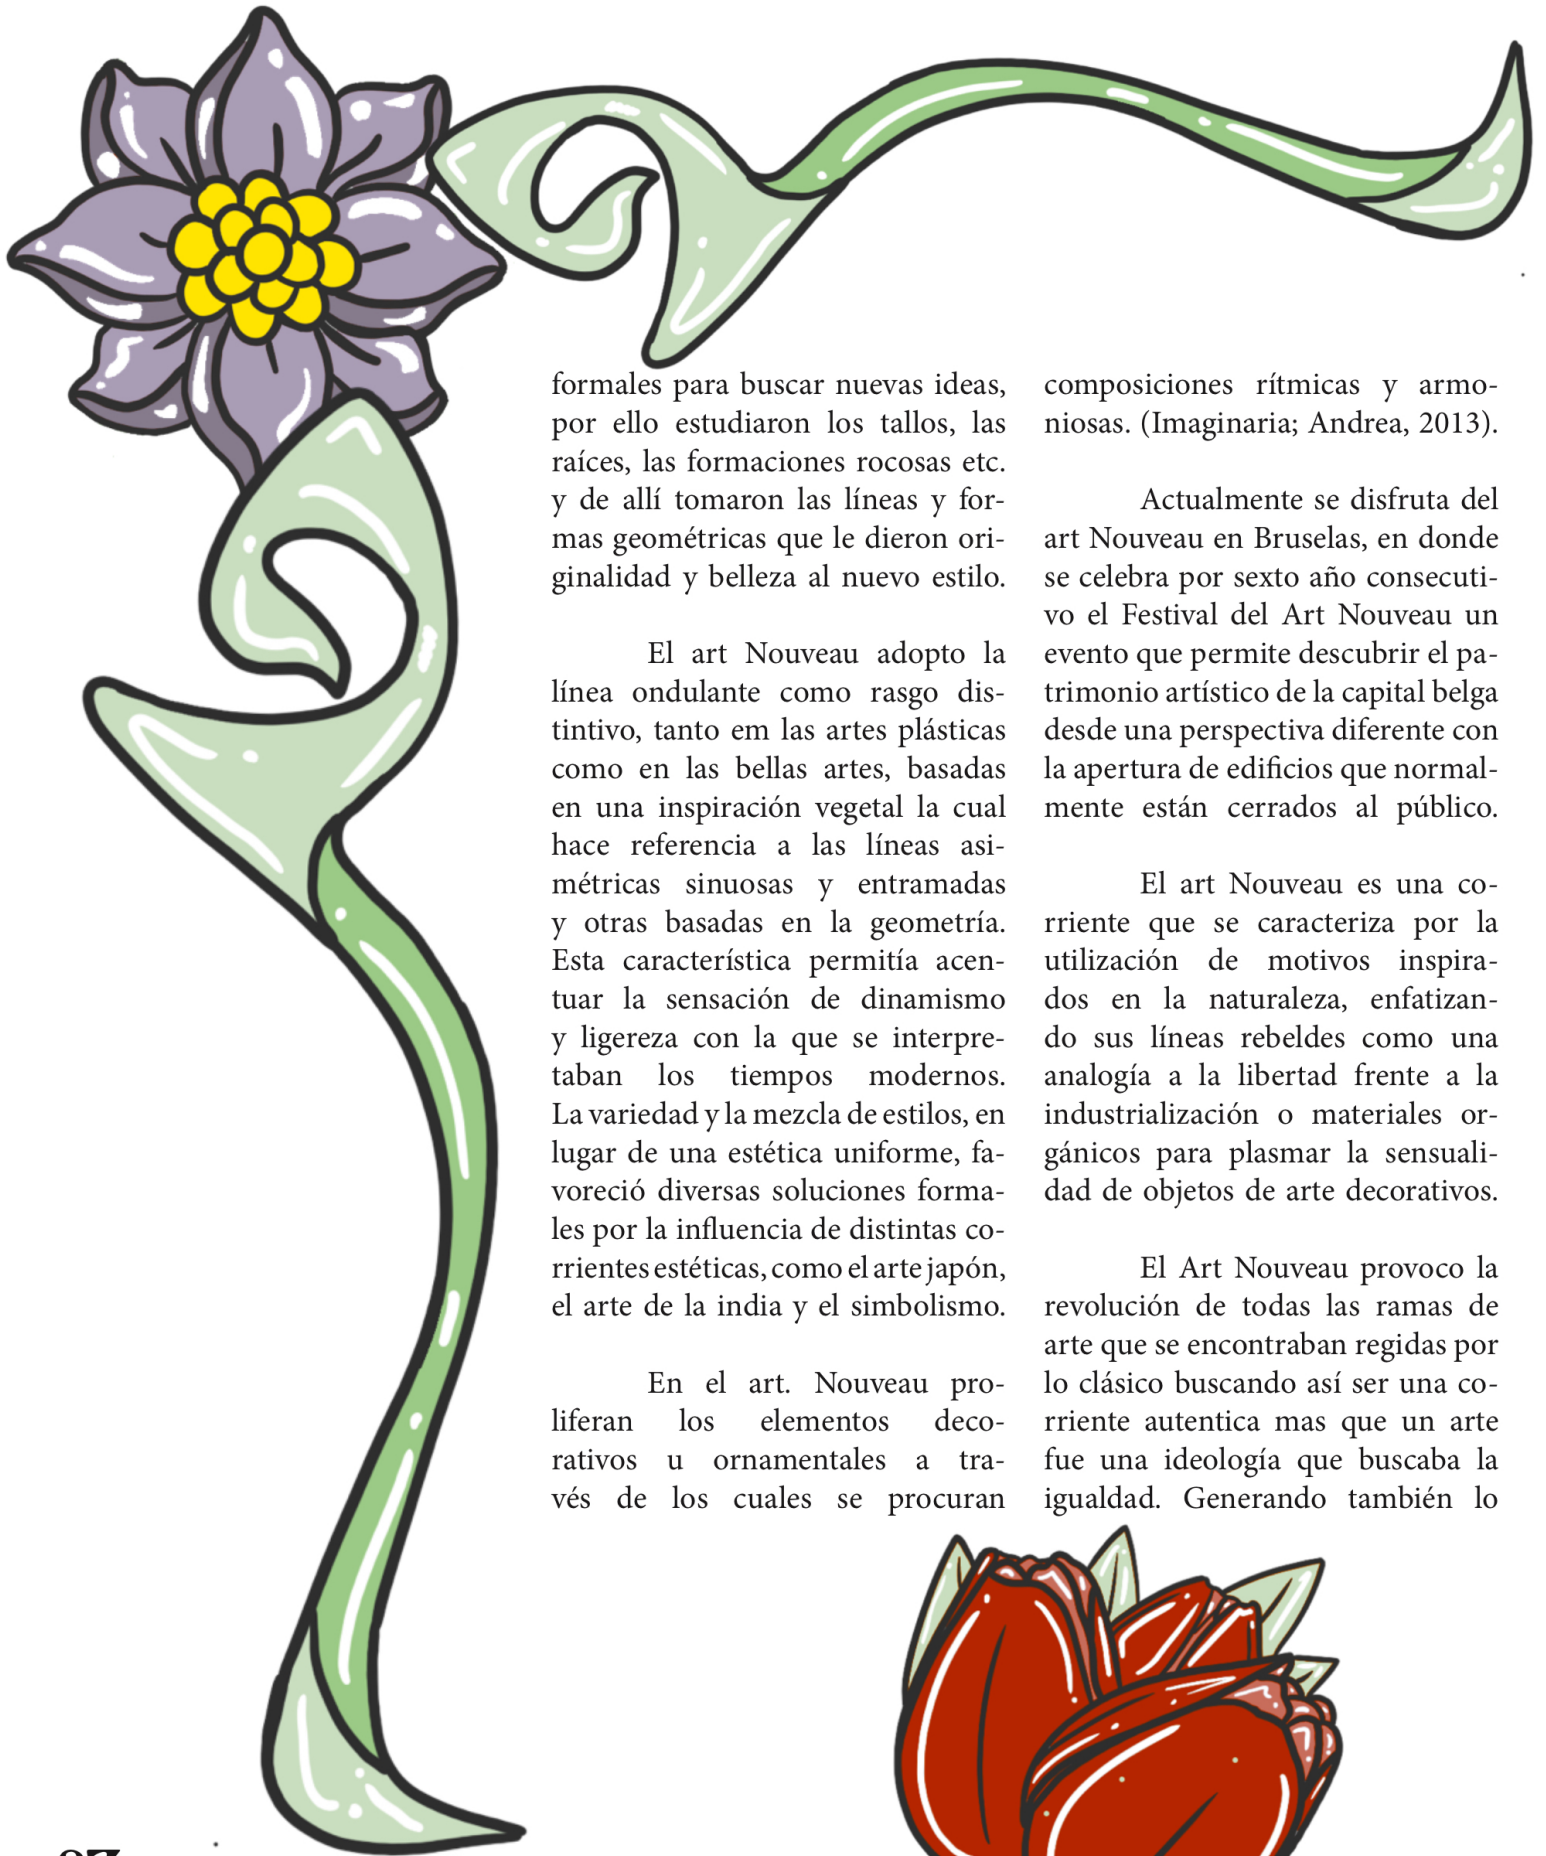 formales para buscar nuevas ideas,
por ello estudiaron los tallos, las
raíces, las formaciones rocosas etc.
y de allí tomaron las líneas y for-
mas geométricas que le dieron ori-
ginalidad y belleza al nuevo estilo.
El art Nouveau adopto la
línea ondulante como rasgo dis-
tintivo, tanto em las artes plásticas
como en las bellas artes, basadas
en una inspiración vegetal la cual
hace referencia a las líneas asi-
métricas sinuosas y entramadas
y otras basadas en la geometría.
Esta característica permitía acen-
tuar la sensación de dinamismo
y ligereza con la que se interpre-
taban los tiempos modernos.
La variedad y la mezcla de estilos, en
lugar de una estética uniforme, fa-
voreció diversas soluciones forma-
les por la influencia de distintas co-
rrientes estéticas, como el arte japón,
el arte de la india y el simbolismo.
En el art. Nouveau pro-
liferan los elementos deco-
rativos u ornamentales a tra-
vés de los cuales se procuran
composiciones rítmicas y armo-
niosas. (Imaginaria; Andrea, 2013).
Actualmente se disfruta del
art Nouveau en Bruselas, en donde
se celebra por sexto año consecuti-
vo el Festival del Art Nouveau un
evento que permite descubrir el pa-
trimonio artístico de la capital belga
desde una perspectiva diferente con
la apertura de edificios que normal-
mente están cerrados al público.
El art Nouveau es una co-
rriente que se caracteriza por la
utilización de motivos inspira-
dos en la naturaleza, enfatizan-
do sus líneas rebeldes como una
analogía a la libertad frente a la
industrialización o materiales or-
gánicos para plasmar la sensuali-
dad de objetos de arte decorativos.
El Art Nouveau provoco la
revolución de todas las ramas de
arte que se encontraban regidas por
lo clásico buscando así ser una co-
rriente autentica mas que un arte
fue una ideología que buscaba la
igualdad. Generando también lo